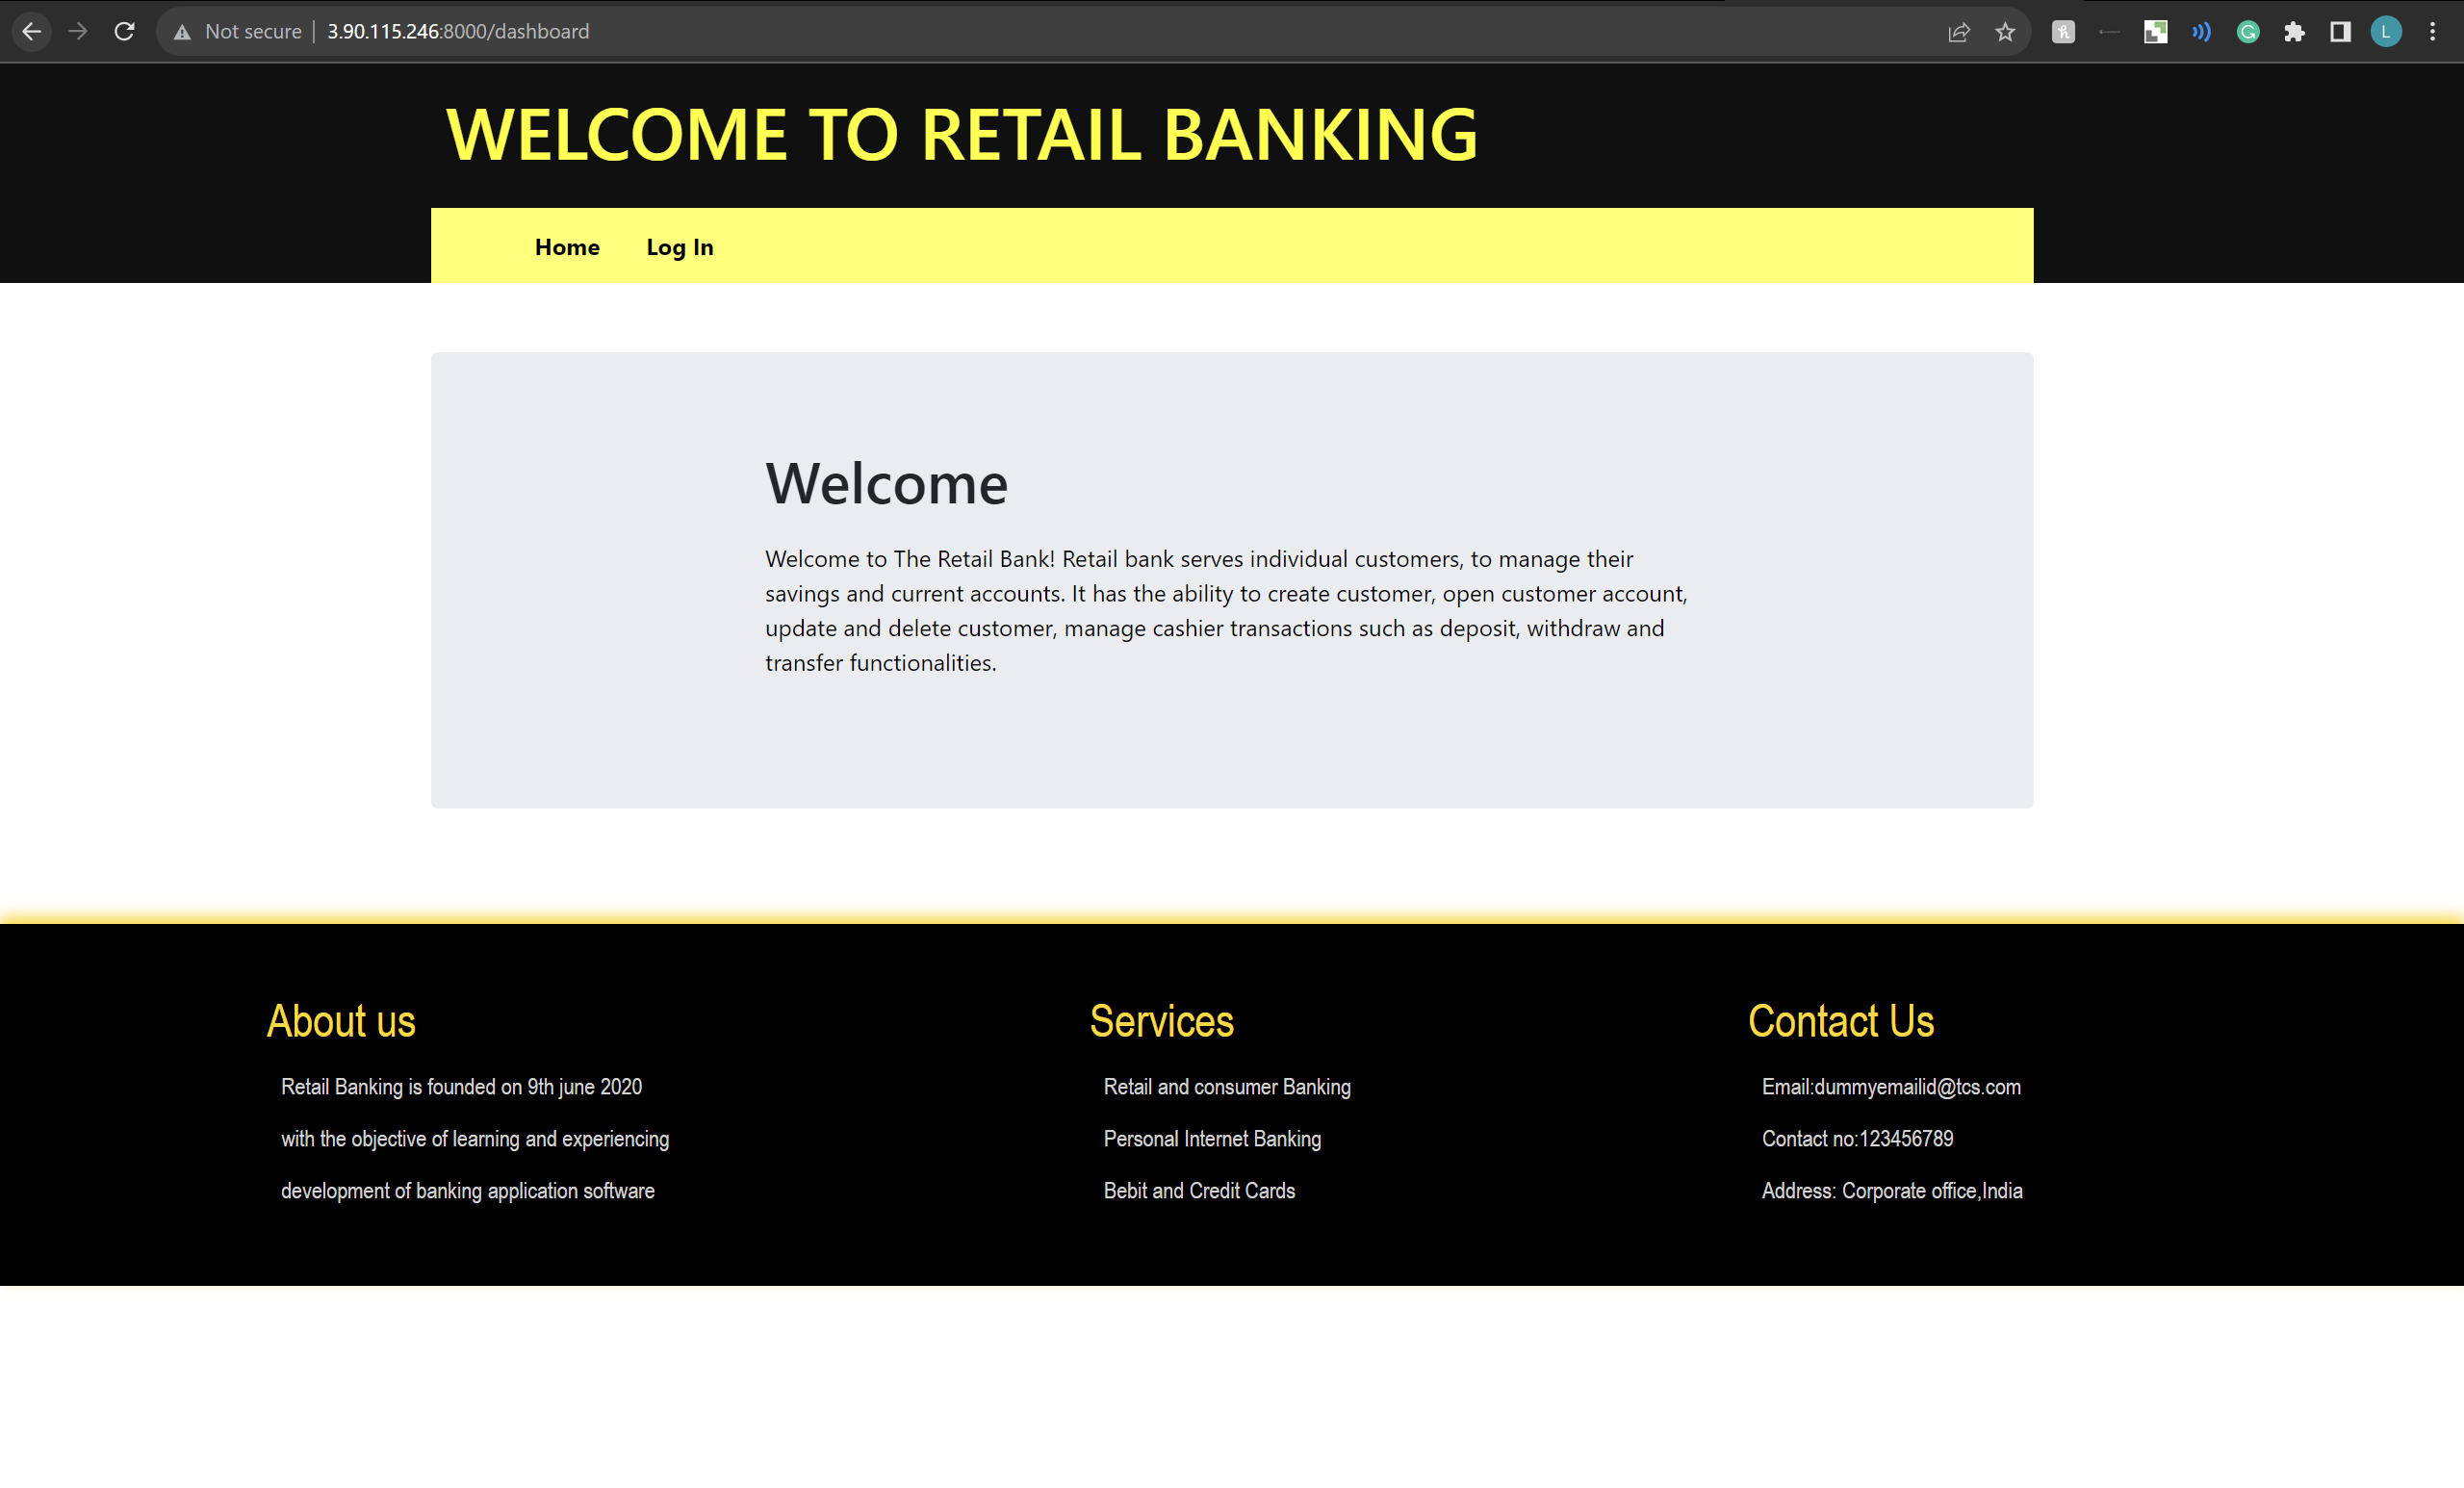 Not secure | 3.90.115.246:8000/dashboard
L
WELCOME TO RETAIL BANKING
Home Log In
Welcome
Welcome to The Retail Bank! Retail bank serves individual customers, to manage their
savings and current accounts. It has the ability to create customer, open customer account,
update and delete customer, manage cashier transactions such as deposit, withdraw and
transfer functionalities.
About us
Retail Banking is founded on 9th june 2020
with the objective of learning and experiencing
development of banking application software
Services
Retail and consumer Banking
Personal Internet Banking
Bebit and Credit Cards
Contact Us
Email:dummyemailid@tcs.com
Contact no:123456789
Address: Corporate office,India